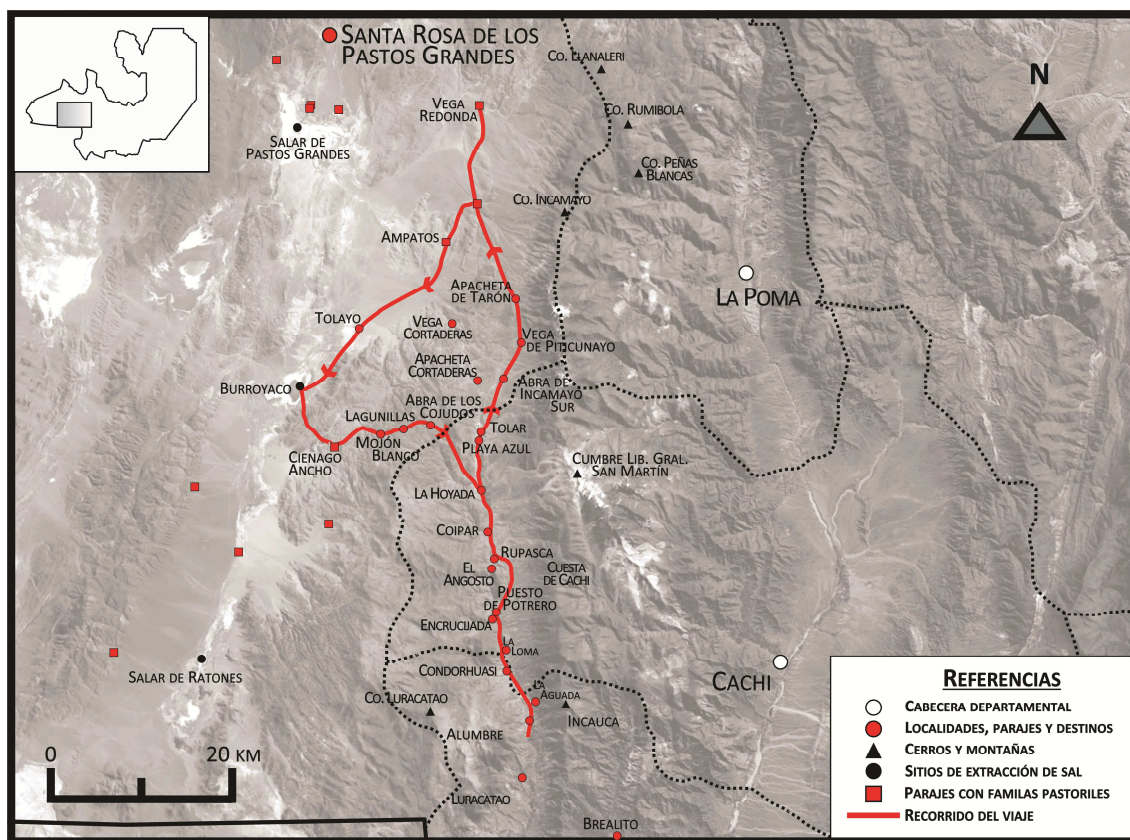 SANTA ROSA DE LOS
PASTOS GRANDES
CO. LLANALERI
N
VEGA
REDONDA
CO. RUMIBOLA
SALAR DE
PASTOS GRANDES
CO. PEÑAS
BLANCAS
CO. INCAMAYO
AMPATOS
APACHETA
DE TARÓN
LA POMA
TOLAYO
VEGA
CORTADERAS
VEGA
DE PITICUNAYO
APACHETA
CORTADERAS
BURROYACO
ABRA DE
INCAMAYO
SUR
ABRA DE LOS
COJUDOS
LAGUNILLAS
TOLAR
MOJÓN
BLANCO
PLAYA AZUL
CIENAGO
ANCHO
CUMBRE LIB. GRAL.
SAN MARTÍN
LA HOYADA
COIPAR
RUPASCA
EL
ANGOSTO
CUESTA
DE CACHI
PUESTO
DE POTRERO
ENCRUCIJADA
LA
LOMA
CONDORHUASI
SALAR DE RATONES
CACHI
LA
AGUADA
CO. LURACATAO
INCAUCA
ALUMBRE
LURACATAO
BREALITO
0 20 KM
REFERENCIAS
CABECERA DEPARTAMENTAL
LOCALIDADES, PARAJES Y DESTINOS
CERROS Y MONTAÑAS
SITIOS DE EXTRACCIÓN DE SAL
PARAJES CON FAMILAS PASTORILES
RECORRIDO DEL VIAJE